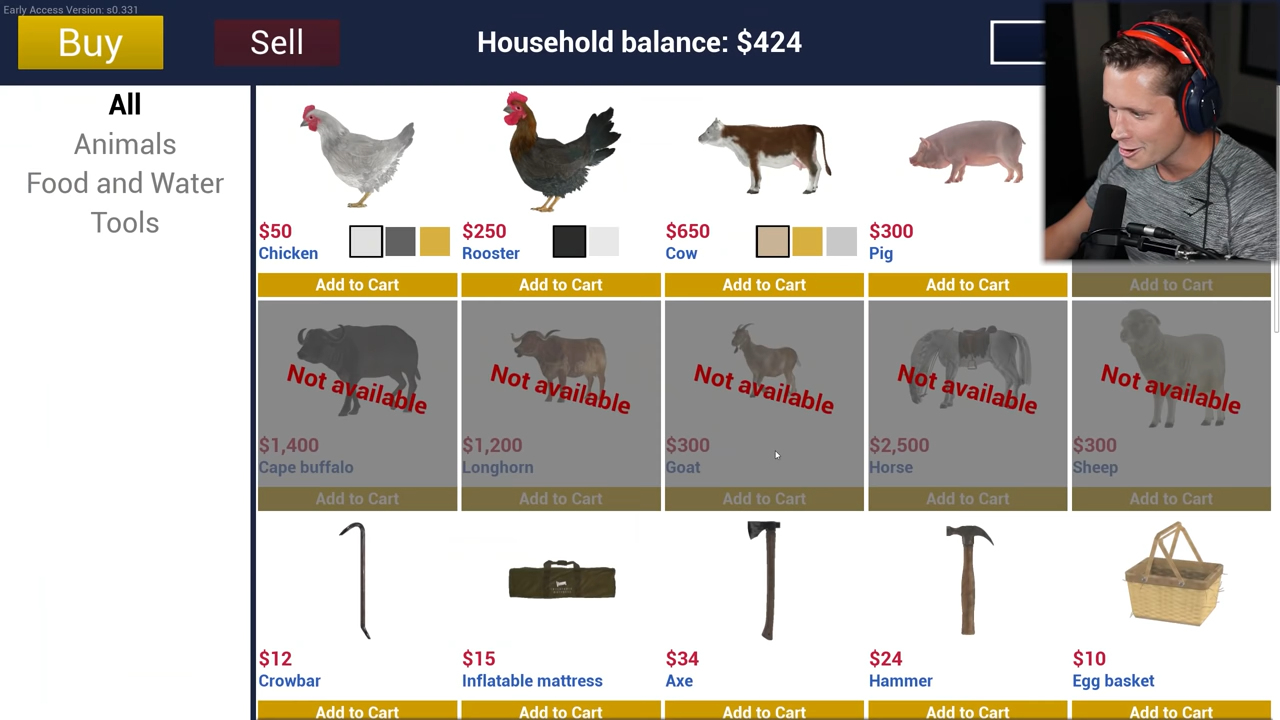 Early Access Version: s0.331
Buy
Sell
Household balance: $424
All
Animals
Food and Water
Tools
$50
Chicken
Add to Cart
$250
Rooster
Add to Cart
$650
Cow
Add to Cart
$300
Pig
Add to Cart
Add to Cart
Not available
$1,400
Cape buffalo
Add to Cart
Not available
$1,200
Longhorn
Add to Cart
Not available
$300
Goat
Add to Cart
Not available
$2,500
Horse
Add to Cart
Not available
$300
Sheep
Add to Cart
$12
Crowbar
Add to Cart
$15
Inflatable mattress
Add to Cart
$34
Axe
Add to Cart
$24
Hammer
Add to Cart
$10
Egg basket
Add to Cart